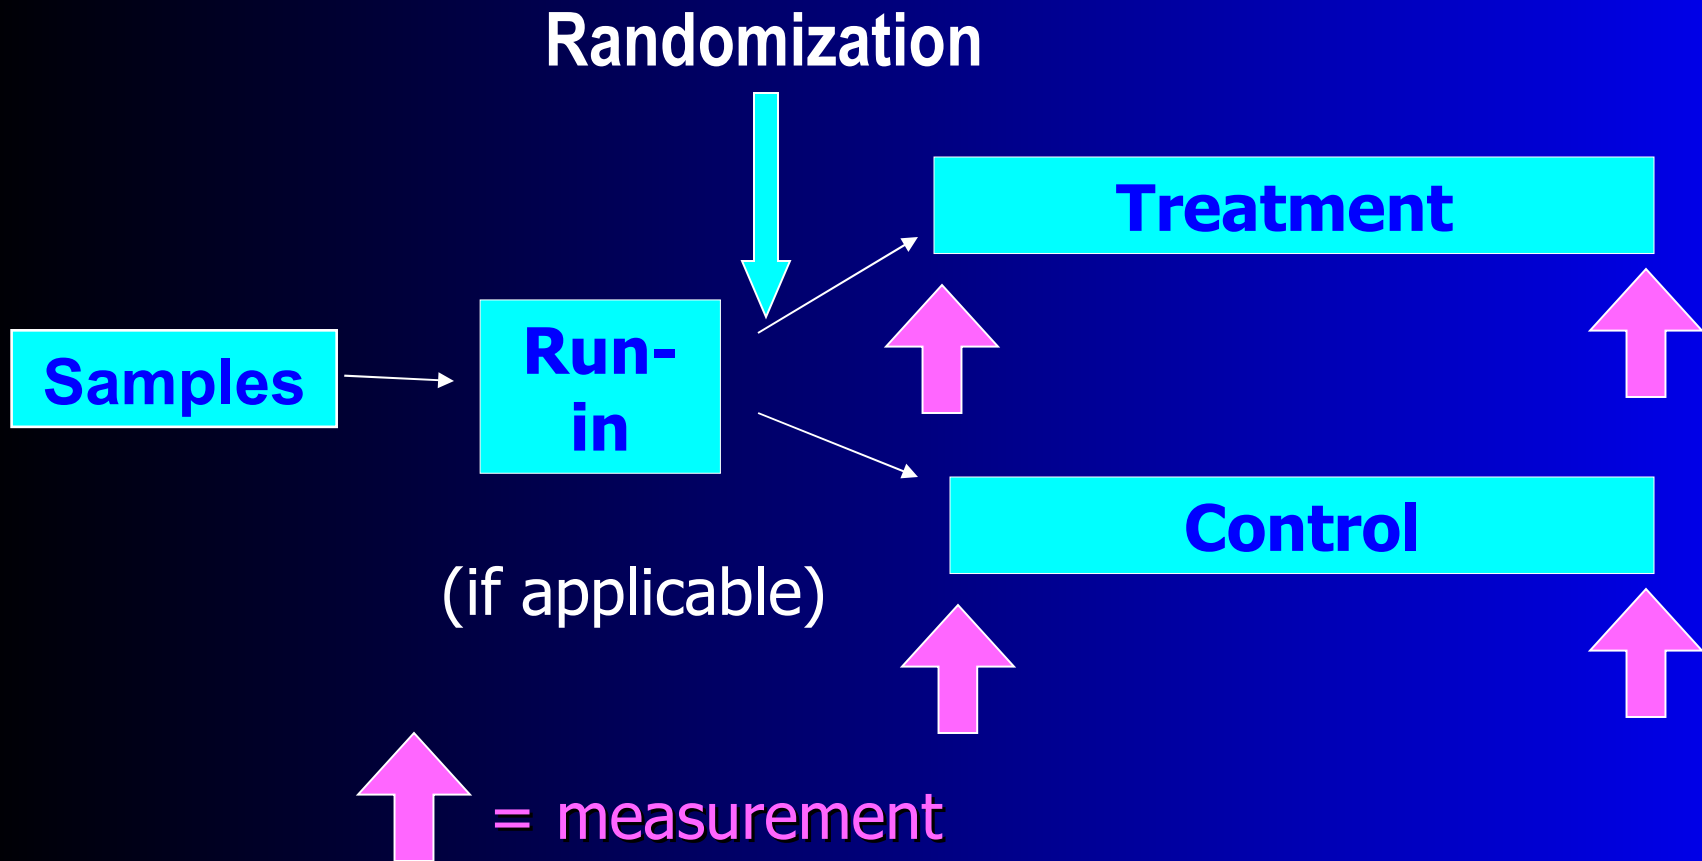 Randomization
Treatment
Samples
Run-
in
Control
(if applicable)
= measurement